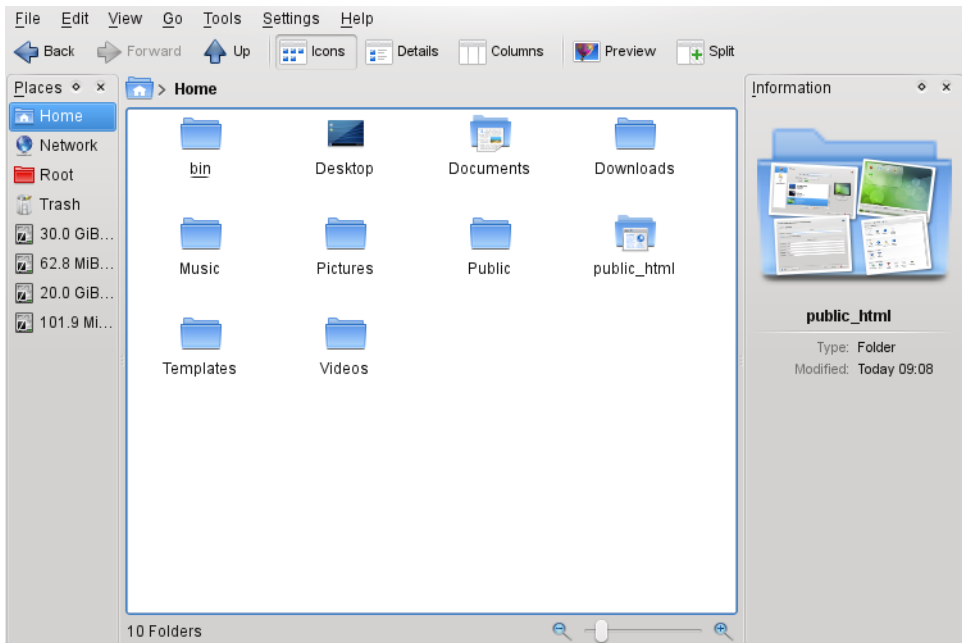 File Edit View Go Tools Settings Help
Back Forward Up Icons Details Columns Preview Split
Places
Home
Network
Root
Trash
30.0 GiB...
62.8 MiB...
20.0 GiB...
101.9 Mi...
> Home
bin Desktop Documents Downloads
Music Pictures Public public_html
Templates Videos
10 Folders
Information
public_html
Type: Folder
Modified: Today 09:08